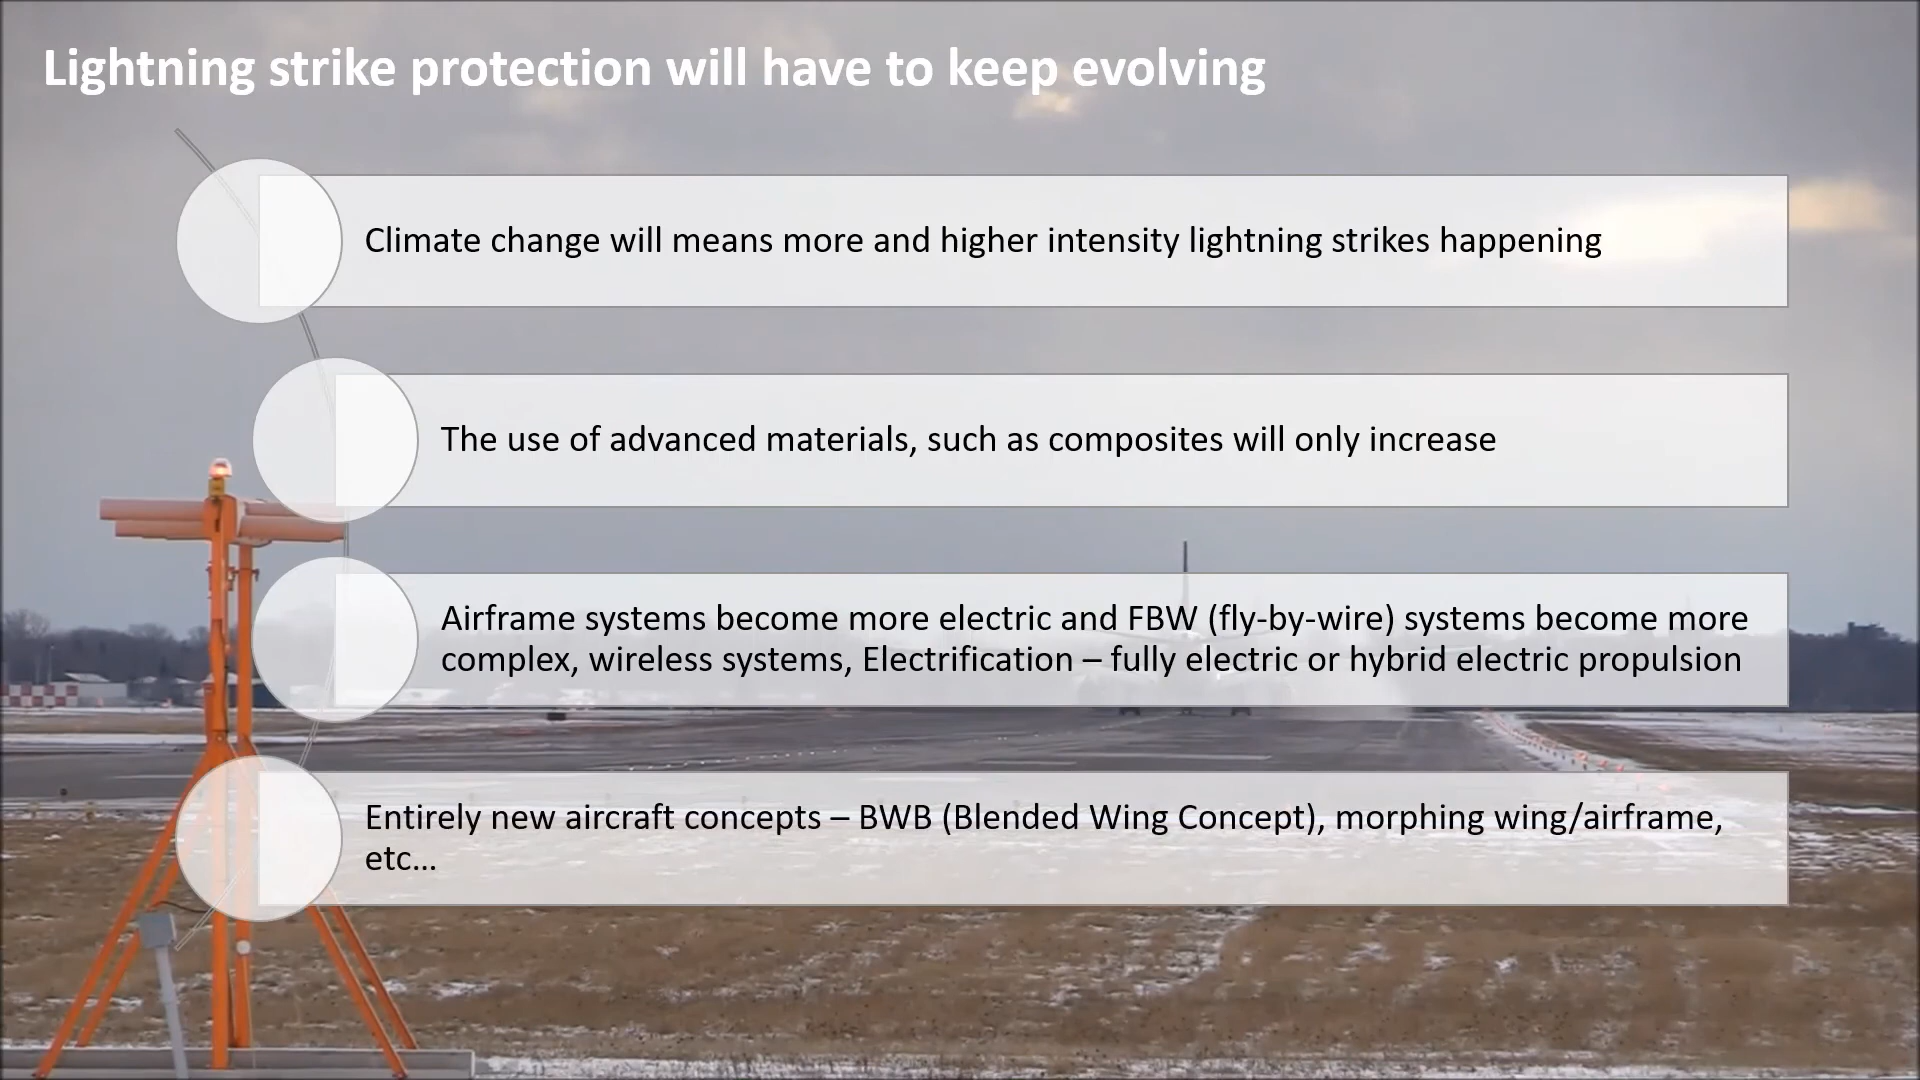 Lightning strike protection will have to keep evolving
Climate change will means more and higher intensity lightning strikes happening
The use of advanced materials, such as composites will only increase
Airframe systems become more electric and FBW (fly-by-wire) systems become more
complex, wireless systems, Electrification – fully electric or hybrid electric propulsion
Entirely new aircraft concepts – BWB (Blended Wing Concept), morphing wing/airframe,
etc…